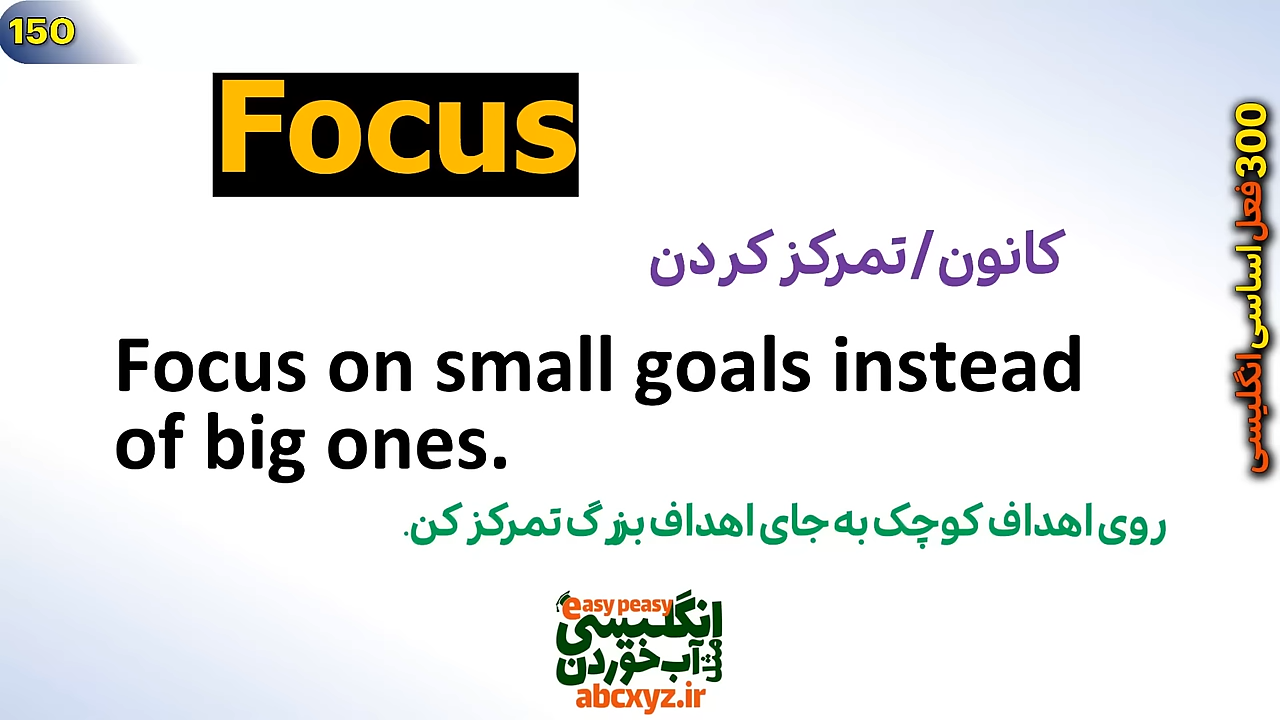 150
Focus
کانون/تمرکز کردن
Focus on small goals instead
of big ones.
روی اهداف کوچک به جای اهداف بزرگ تمرکز کن.
300 فعل اساسی انگلیسی
easy peasy
انگلیسی
مثل آب خوردن
abcxyz.ir